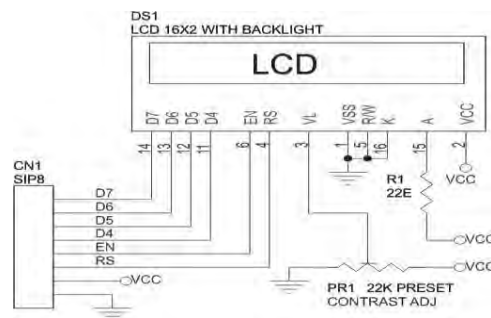 DS1
LCD 16X2 WITH BACKLIGHT
LCD
D7 D6 D5 D4 EN RS VL VSS R/W K A VCC
14 13 12 11 6 4 3 1 5 16 15 2
CN1
SIP8
R1
22E
VCC
D7
D6
D5
D4
EN
RS
VCC
VCC
VCC
PR1 22K PRESET
CONTRAST ADJ